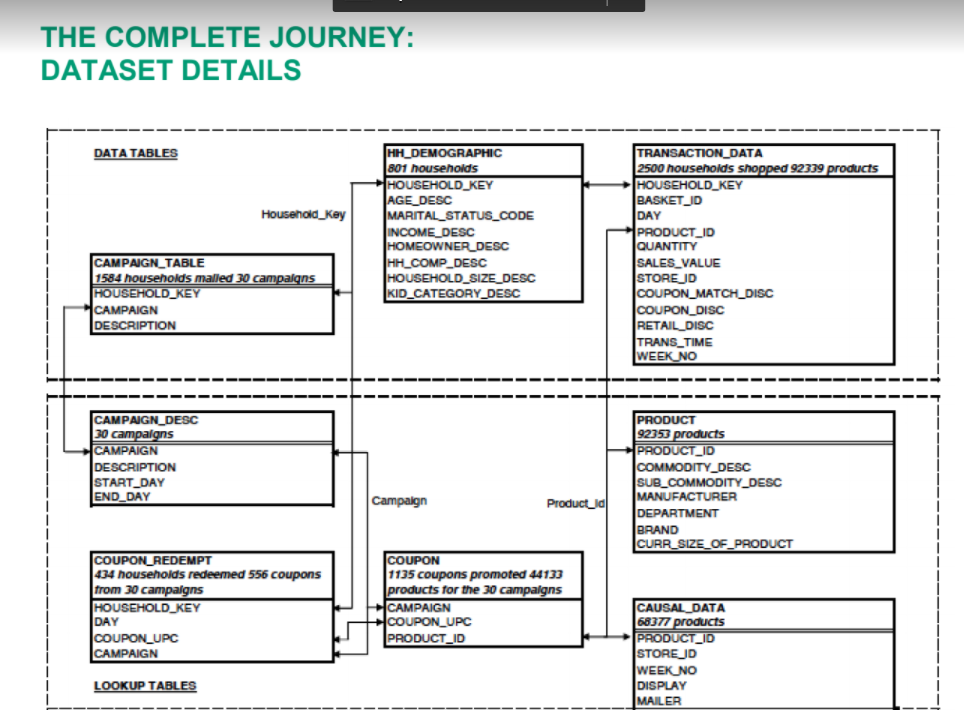 THE COMPLETE JOURNEY:
DATASET DETAILS
DATA TABLES
HH_DEMOGRAPHIC
801 households
HOUSEHOLD_KEY
AGE_DESC
MARITAL_STATUS_CODE
INCOME_DESC
HOMEOWNER_DESC
HH_COMP_DESC
HOUSEHOLD_SIZE_DESC
KID_CATEGORY_DESC
TRANSACTION_DATA
2500 households shopped 92339 products
HOUSEHOLD_KEY
BASKET_ID
DAY
PRODUCT_ID
QUANTITY
SALES_VALUE
STORE_ID
COUPON_MATCH_DISC
COUPON_DISC
RETAIL_DISC
TRANS_TIME
WEEK_NO
Household_Key
CAMPAIGN_TABLE
1584 households mailed 30 campaigns
HOUSEHOLD_KEY
CAMPAIGN
DESCRIPTION
CAMPAIGN_DESC
30 campaigns
CAMPAIGN
DESCRIPTION
START_DAY
END_DAY
Campaign
Product_Id
PRODUCT
92353 products
PRODUCT_ID
COMMODITY_DESC
SUB_COMMODITY_DESC
MANUFACTURER
DEPARTMENT
BRAND
CURR_SIZE_OF_PRODUCT
COUPON_REDEMPT
434 households redeemed 556 coupons
from 30 campaigns
HOUSEHOLD_KEY
DAY
COUPON_UPC
CAMPAIGN
COUPON
1135 coupons promoted 44133
products for the 30 campaigns
CAMPAIGN
COUPON_UPC
PRODUCT_ID
CAUSAL_DATA
68377 products
PRODUCT_ID
STORE_ID
WEEK_NO
DISPLAY
MAILER
LOOKUP TABLES